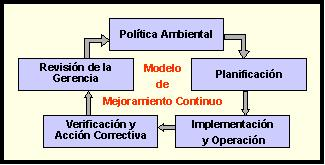 Política Ambiental
Revisión de la
Gerencia
Modelo
de
Mejoramiento Continuo
Planificación
Verificación y
Acción Correctiva
Implementación
y Operación